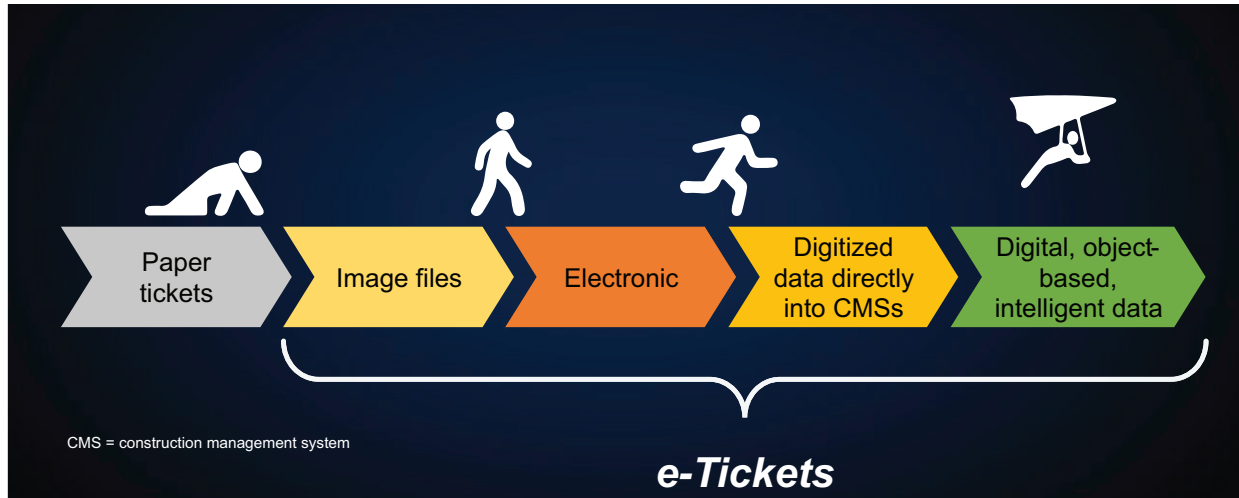 Paper
tickets
Image files
Electronic
Digitized
data directly
into CMSs
Digital, object-
based,
intelligent data
CMS = construction management system
e-Tickets